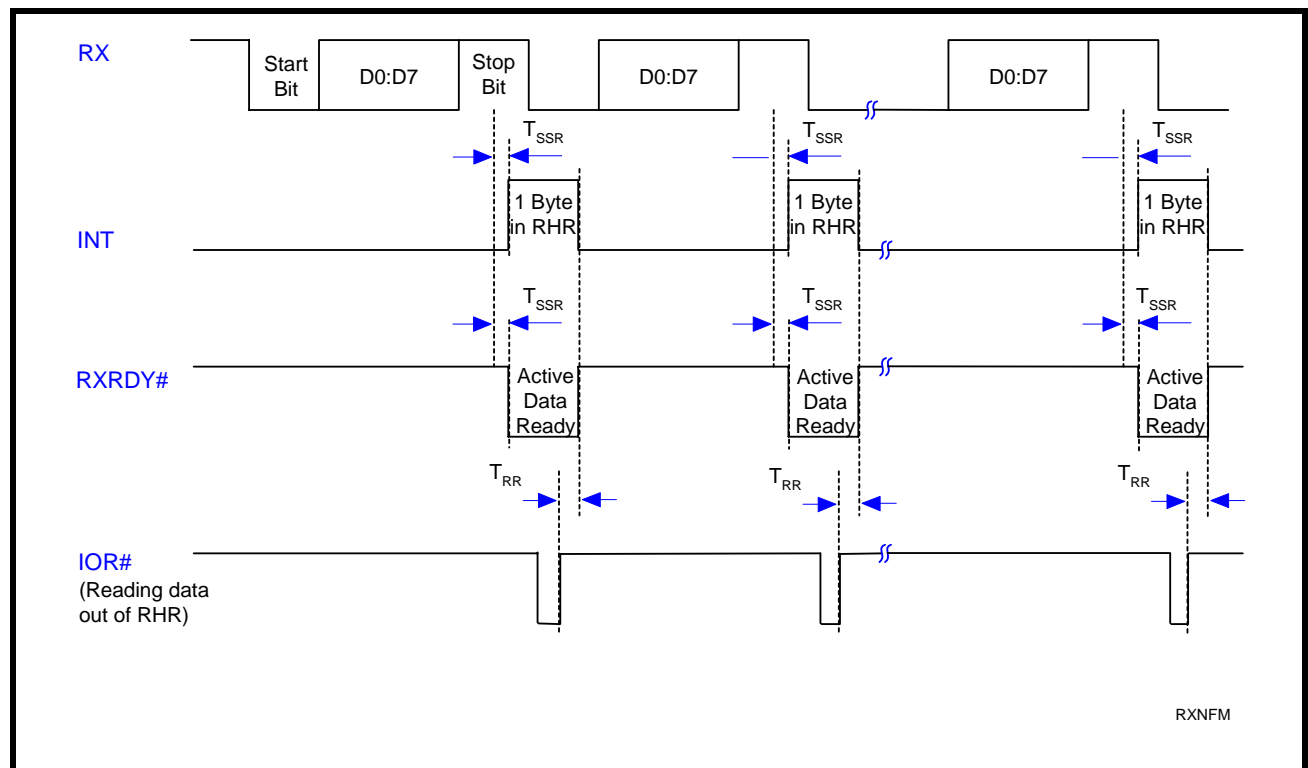 RX
Start
Bit
D0:D7
Stop
Bit
D0:D7
D0:D7
TSSR
TSSR
TSSR
INT
1 Byte
in RHR
1 Byte
in RHR
1 Byte
in RHR
TSSR
TSSR
TSSR
RXRDY#
Active
Data
Ready
Active
Data
Ready
Active
Data
Ready
TRR
TRR
TRR
IOR#
(Reading data
out of RHR)
RXNFM